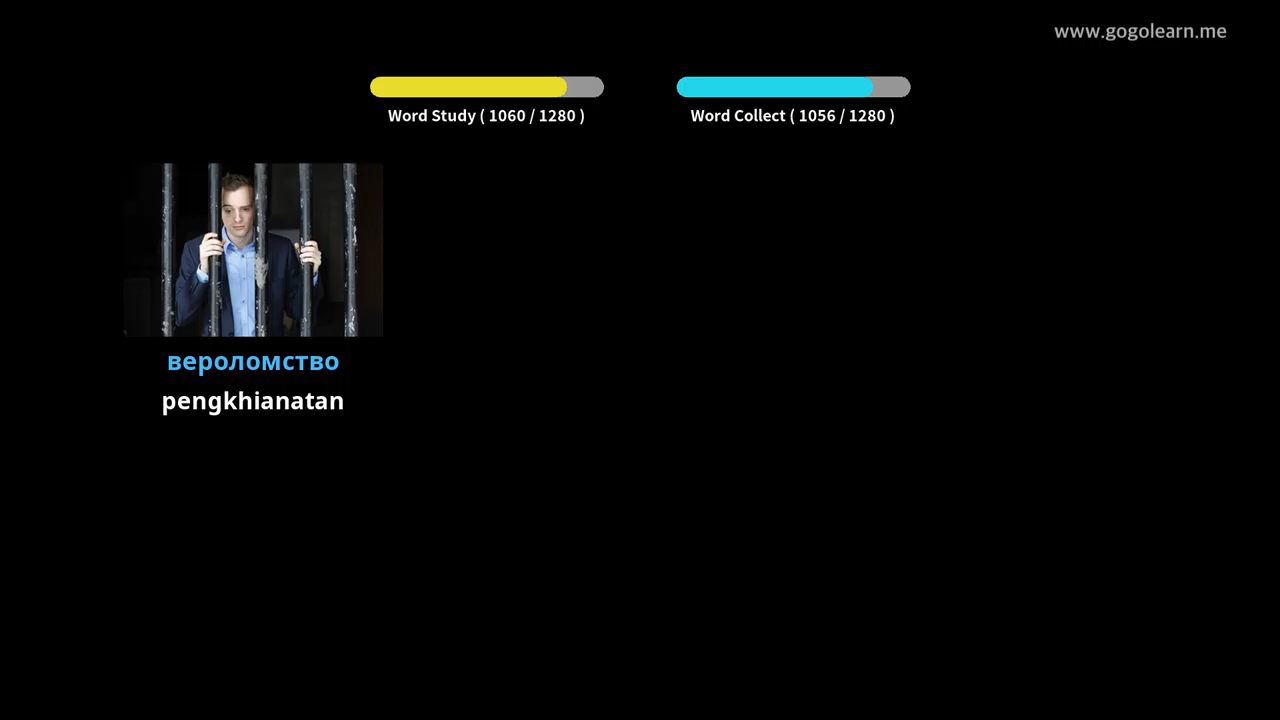 www.gogolearn.me
Word Study ( 1060 / 1280 )
Word Collect ( 1056 / 1280 )
вероломство
pengkhianatan